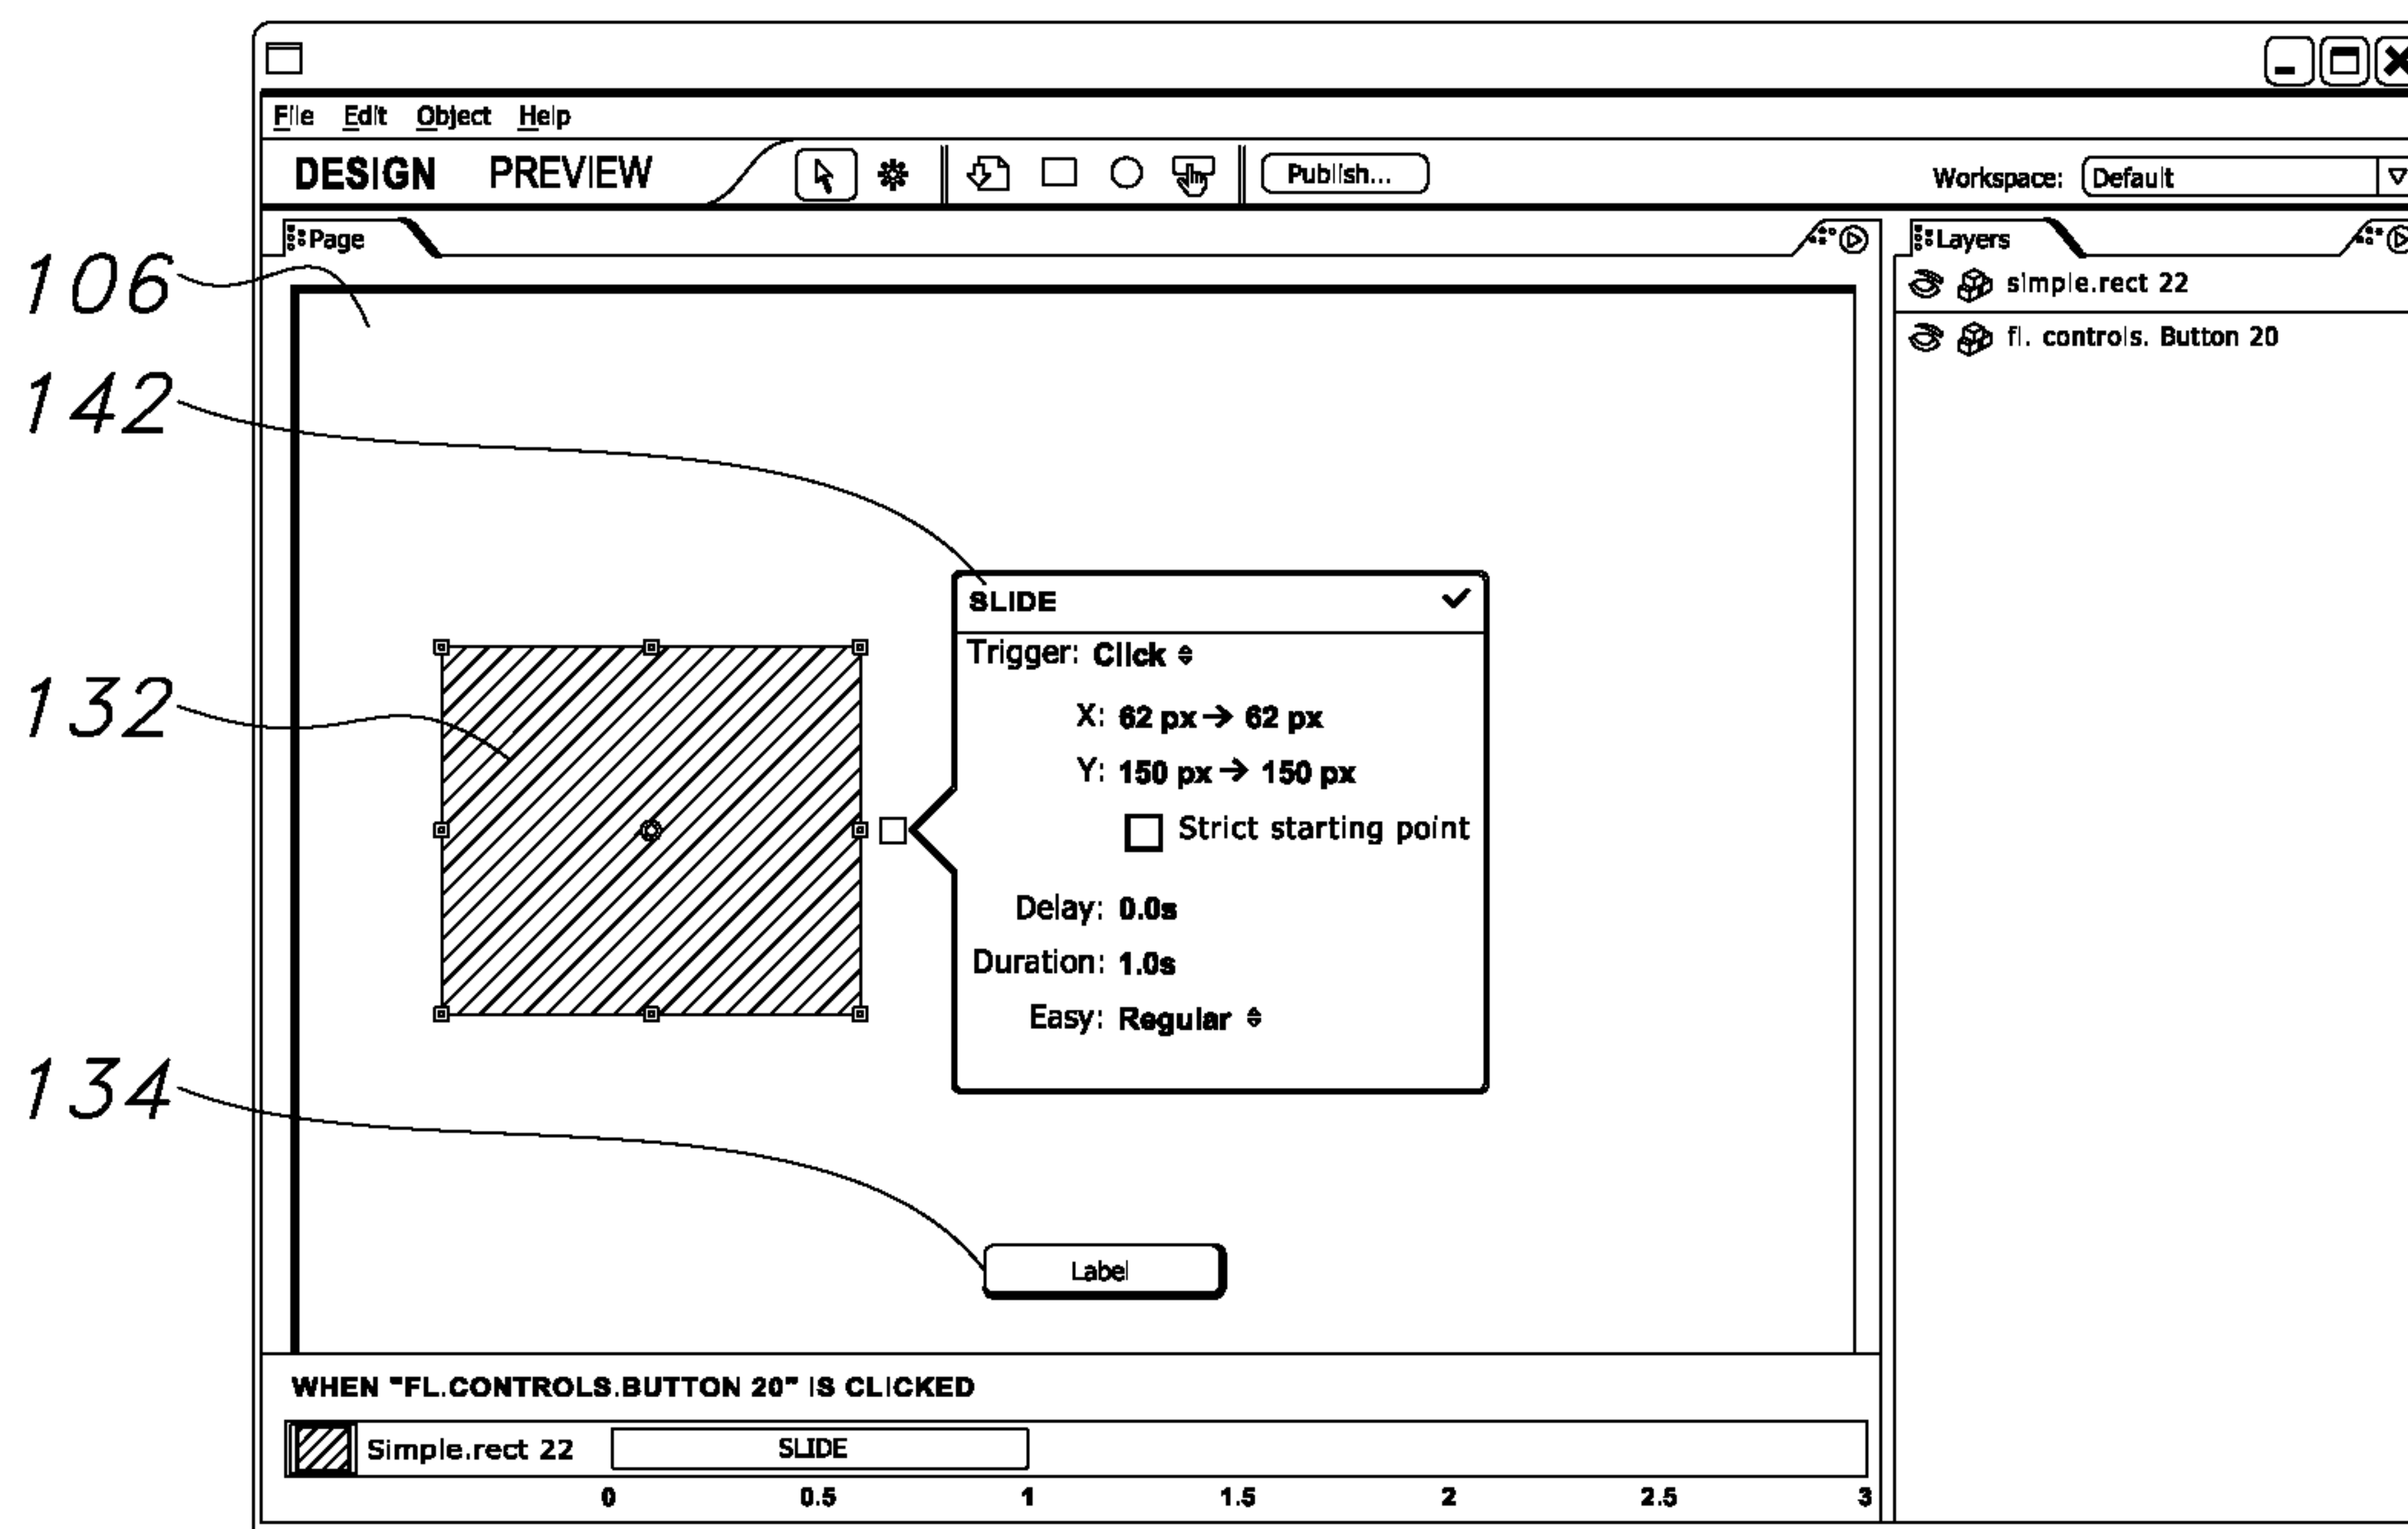 File Edit Object Help
DESIGN PREVIEW Publish... Workspace: Default
Page Layers
106
simple.rect 22
fl. controls. Button 20
142
SLIDE
Trigger: Click
132
X: 62 px → 62 px
Y: 150 px → 150 px
Strict starting point
Delay: 0.0s
Duration: 1.0s
Easy: Regular
134
Label
WHEN "FL.CONTROLS.BUTTON 20" IS CLICKED
Simple.rect 22 SLIDE
0 0.5 1 1.5 2 2.5 3